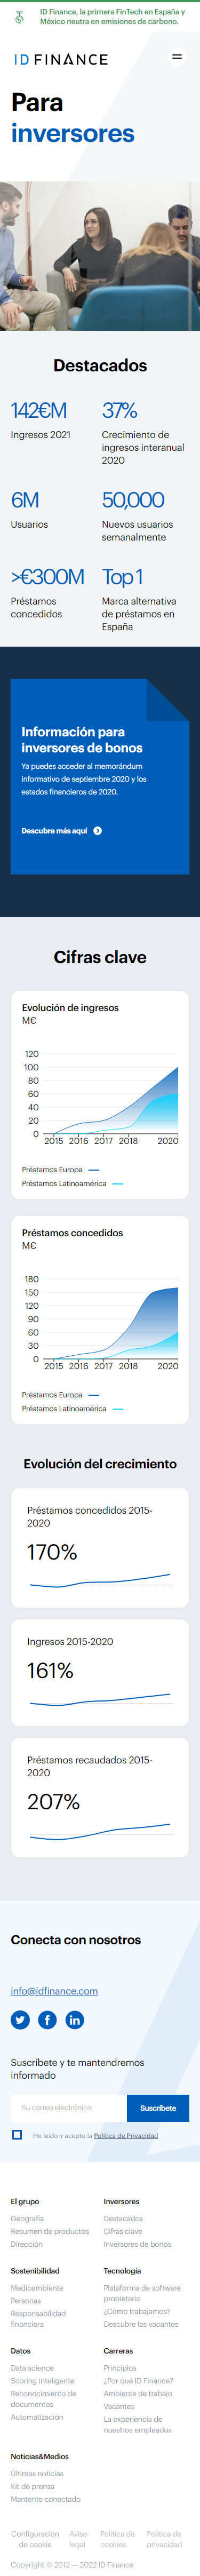 ID Finance, la primera FinTech en España y
México neutra en emisiones de carbono.
ID FINANCE
Para
inversores
Destacados
142€M
Ingresos 2021
37%
Crecimiento de
ingresos interanual
2020
6M
Usuarios
50,000
Nuevos usuarios
semanalmente
>€300M
Préstamos
concedidos
Top 1
Marca alternativa
de préstamos en
España
Información para
inversores de bonos
Ya puedes acceder al memorándum
informativo de septiembre 2020 y los
estados financieros de 2020.
Descubre más aquí
Cifras clave
Evolución de ingresos
M€
120
100
80
60
40
20
0
2015 2016 2017 2018 2020
Préstamos Europa
Préstamos Latinoamérica
Préstamos concedidos
M€
180
150
120
90
60
30
0
2015 2016 2017 2018 2020
Préstamos Europa
Préstamos Latinoamérica
Evolución del crecimiento
Préstamos concedidos 2015-
2020
170%
Ingresos 2015-2020
161%
Préstamos recaudados 2015-
2020
207%
Conecta con nosotros
info@idfinance.com
Suscríbete y te mantendremos
informado
Su correo electrónico
Suscríbete
He leído y acepto la Política de Privacidad
El grupo
Geografía
Resumen de productos
Dirección
Inversores
Destacados
Cifras clave
Inversores de bonos
Sostenibilidad
Medioambiente
Personas
Responsabilidad
financiera
Tecnología
Plataforma de software
propietario
¿Cómo trabajamos?
Descubre las vacantes
Datos
Data science
Scoring inteligente
Reconocimiento de
documentos
Automatización
Carreras
Principios
¿Por qué ID Finance?
Ambiente de trabajo
Vacantes
La experiencia de
nuestros empleados
Noticias&Medios
Últimas noticias
Kit de prensa
Mantente conectado
Configuración
de cookie
Aviso
legal
Política de
cookies
Política de
privacidad
Copyright © 2012 — 2022 ID Finance